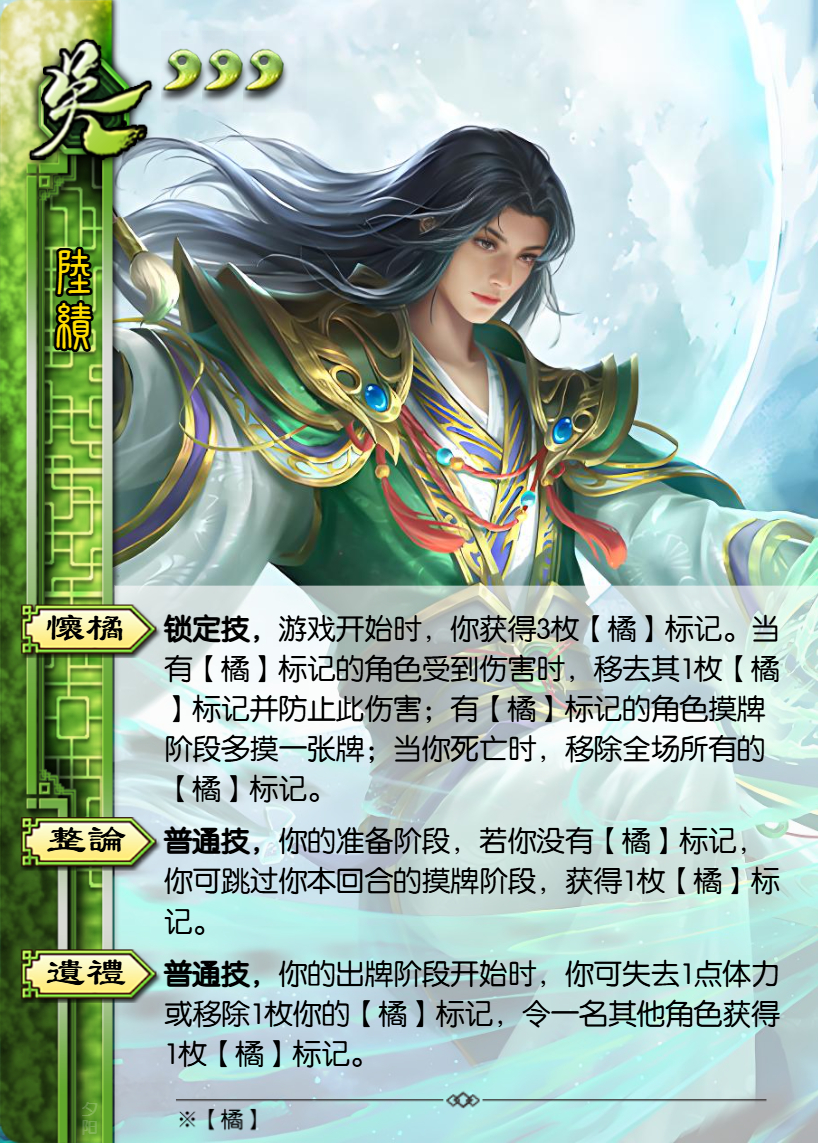 吴
陸績
懷橘
锁定技，游戏开始时，你获得3枚【橘】标记。当
有【橘】标记的角色受到伤害时，移去其1枚【橘
】标记并防止此伤害；有【橘】标记的角色摸牌
阶段多摸一张牌；当你死亡时，移除全场所有的
【橘】标记。
整論
普通技，你的准备阶段，若你没有【橘】标记，
你可跳过你本回合的摸牌阶段，获得1枚【橘】标
记。
遺禮
普通技，你的出牌阶段开始时，你可失去1点体力
或移除1枚你的【橘】标记，令一名其他角色获得
1枚【橘】标记。
※【橘】
夕阳